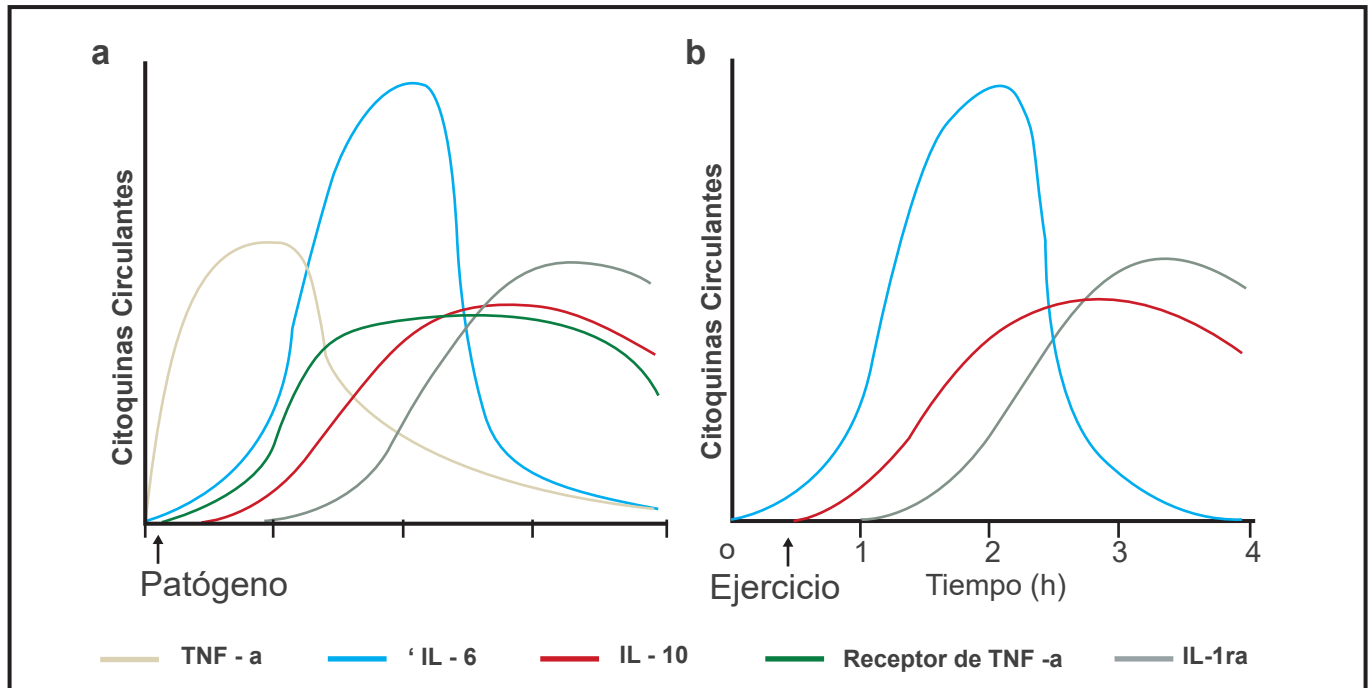 a
Citoquinas Circulantes
Patógeno
b
Citoquinas Circulantes
o 1 2 3 4
Ejercicio Tiempo (h)
TNF - a ‘ IL - 6 IL - 10 Receptor de TNF -a IL-1ra